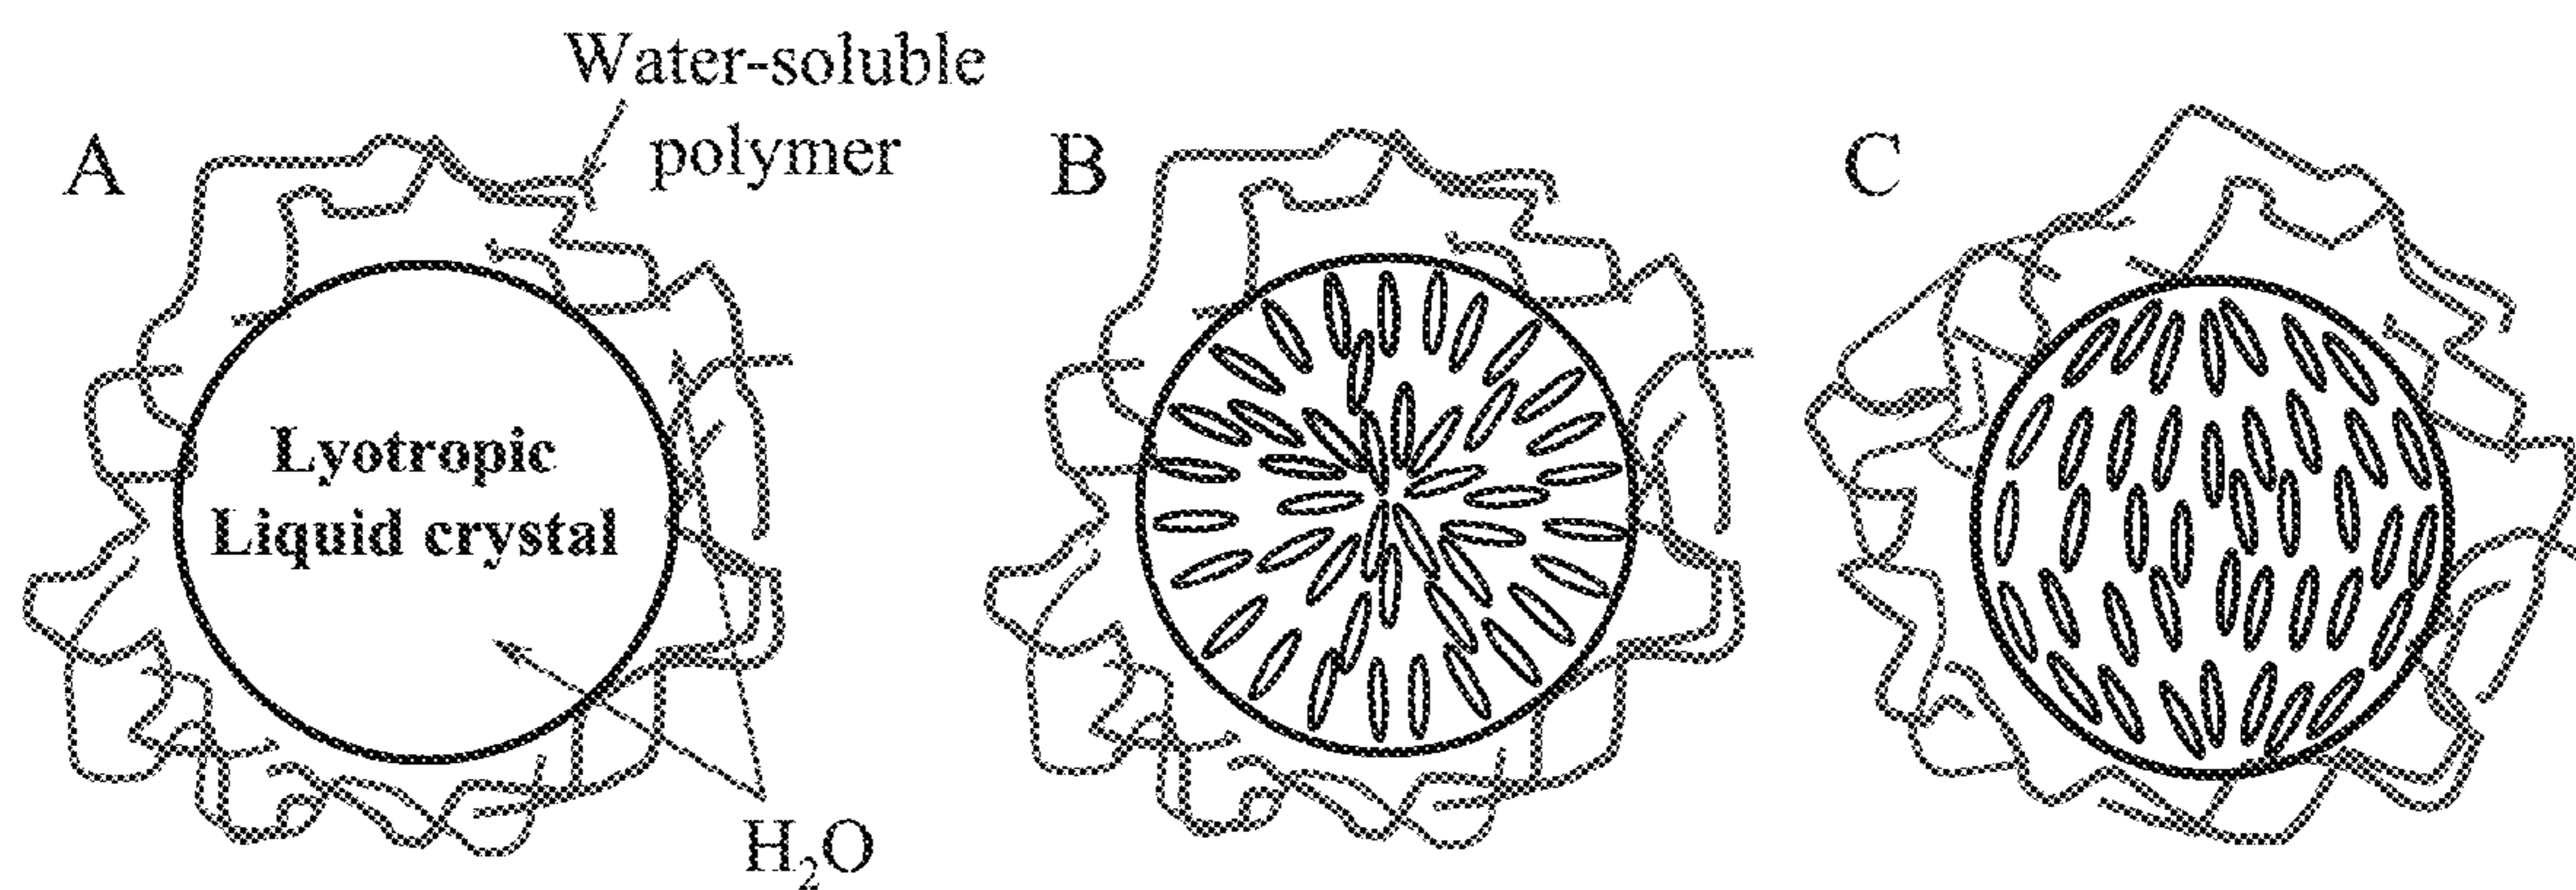 Water-soluble
polymer
A
B
C
Lyotropic
Liquid crystal
H₂O